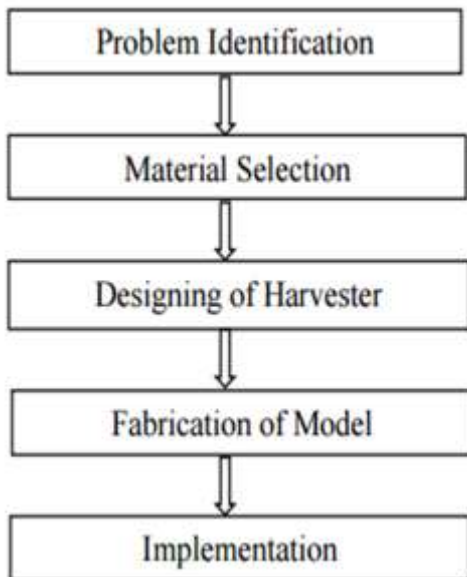 Problem Identification
Material Selection
Designing of Harvester
Fabrication of Model
Implementation